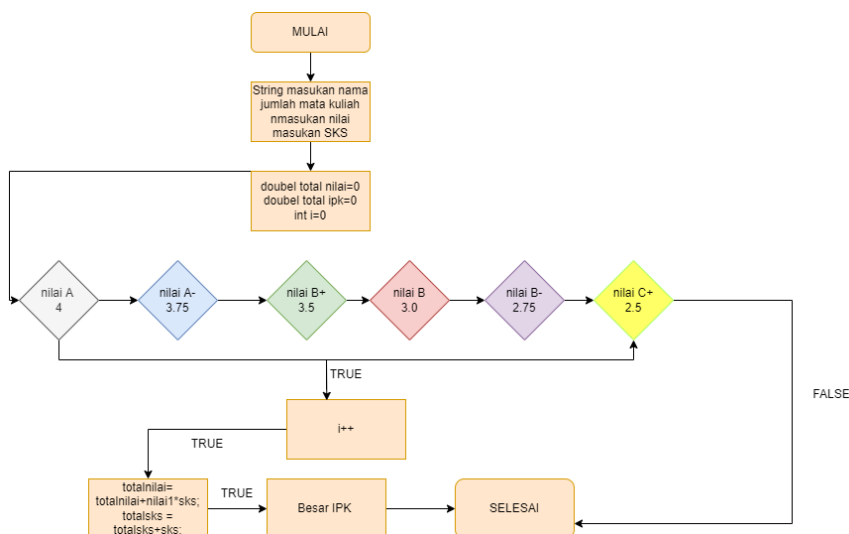 MULAI
String masukan nama
jumlah mata kuliah
nmasukan nilai
masukan SKS
doubel total nilai=0
doubel total ipk=0
int i=0
nilai A
4
nilai A-
3.75
nilai B+
3.5
nilai B
3.0
nilai B-
2.75
nilai C+
2.5
TRUE
FALSE
i++
TRUE
totalnilai=
totalnilai+nilai1*sks;
totalsks =
totalsks+sks;
TRUE
Besar IPK
SELESAI